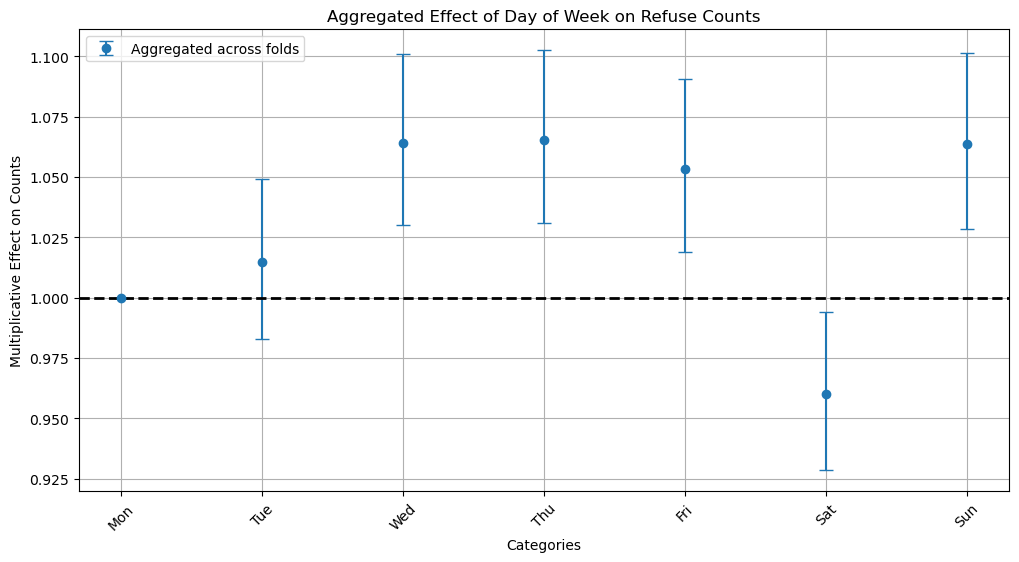 Aggregated Effect of Day of Week on Refuse Counts
Aggregated across folds
Multiplicative Effect on Counts
1.100
1.075
1.050
1.025
1.000
0.975
0.950
0.925
Mon
Tue
Wed
Thu
Fri
Sat
Sun
Categories